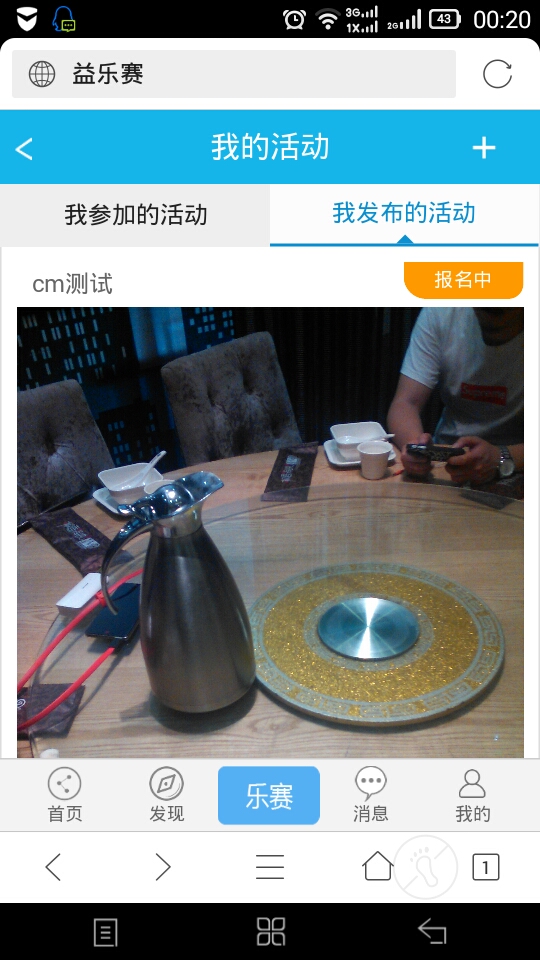 3G
1X
2G
43
00:20
益乐赛
我的活动
我参加的活动
我发布的活动
cm测试
报名中
首页
发现
乐赛
消息
我的
1